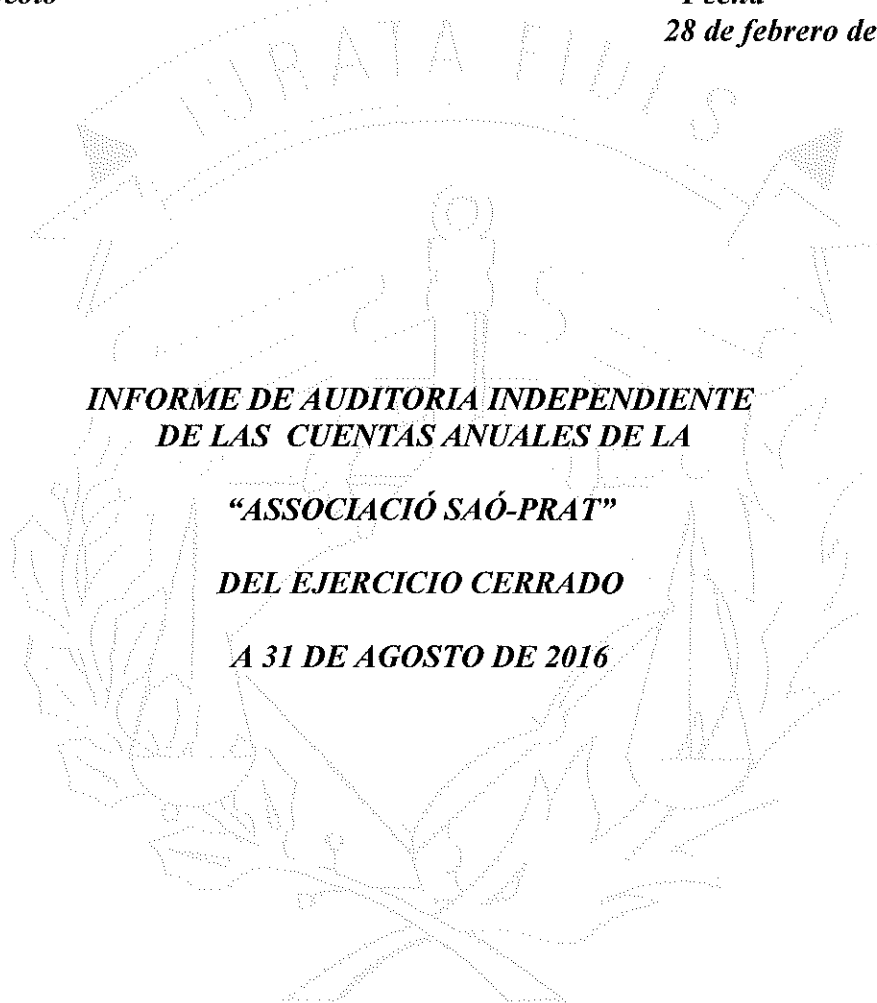 28 de febrero de
IURATA FIDIS
INFORME DE AUDITORIA INDEPENDIENTE
DE LAS CUENTAS ANUALES DE LA
“ASSOCIACIÓ SAÓ-PRAT”
DEL EJERCICIO CERRADO
A 31 DE AGOSTO DE 2016